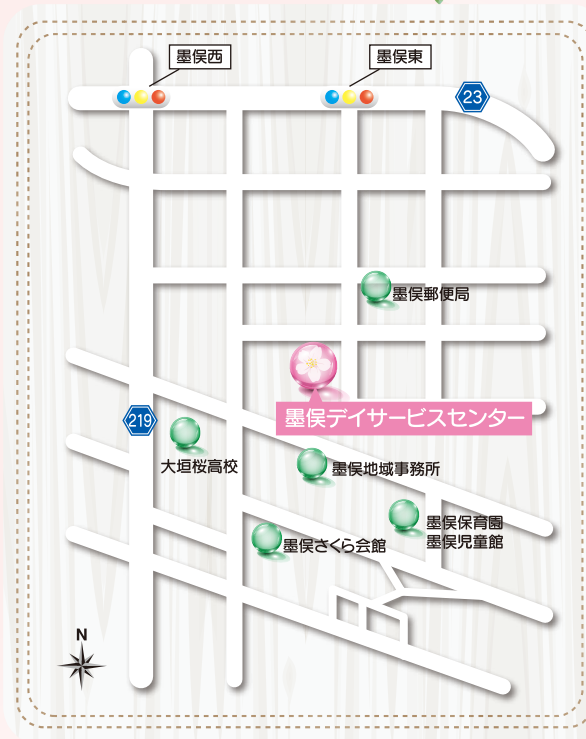 墨俣西
墨俣東
23
墨俣郵便局
墨俣デイサービスセンター
219
大垣桜高校
墨俣地域事務所
墨俣保育園
墨俣児童館
墨俣さくら会館
N